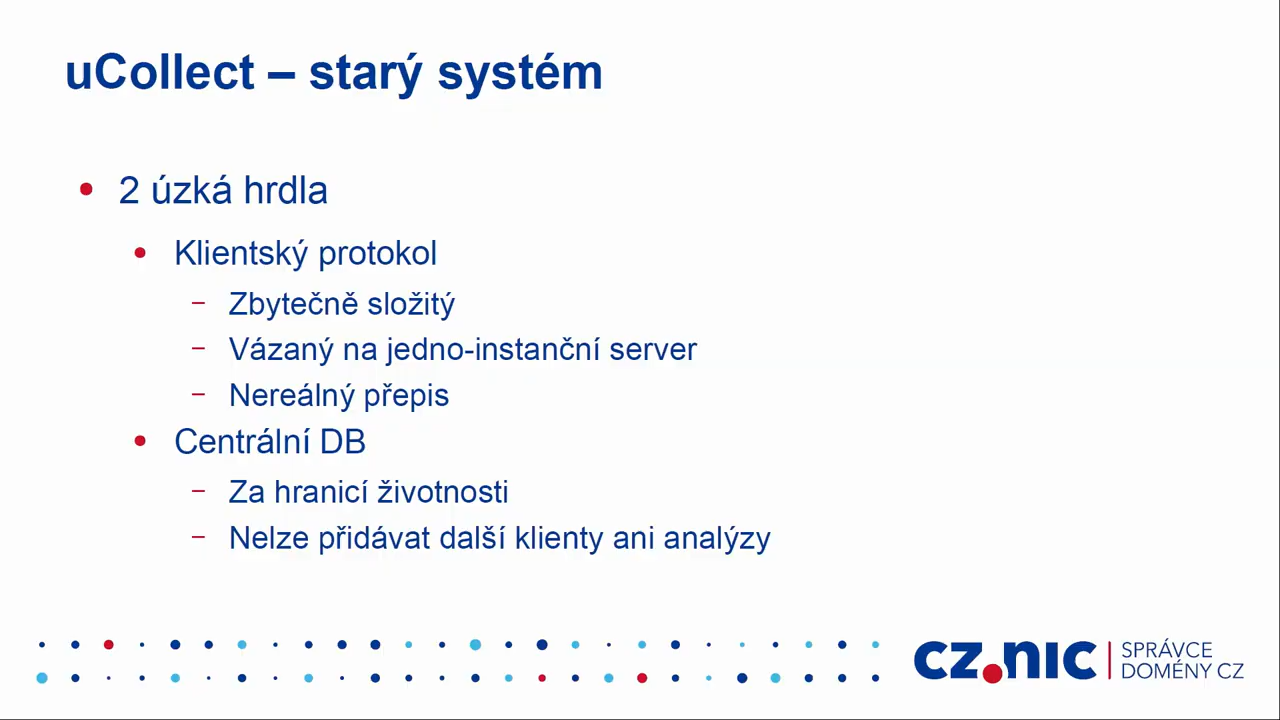 uCollect – starý systém
2 úzká hrdla
Klientský protokol
Zbytečně složitý
Vázaný na jedno-instanční server
Nereálný přepis
Centrální DB
Za hranicí životnosti
Nelze přidávat další klienty ani analýzy
CZ.NIC
SPRÁVCE
DOMÉNY CZ